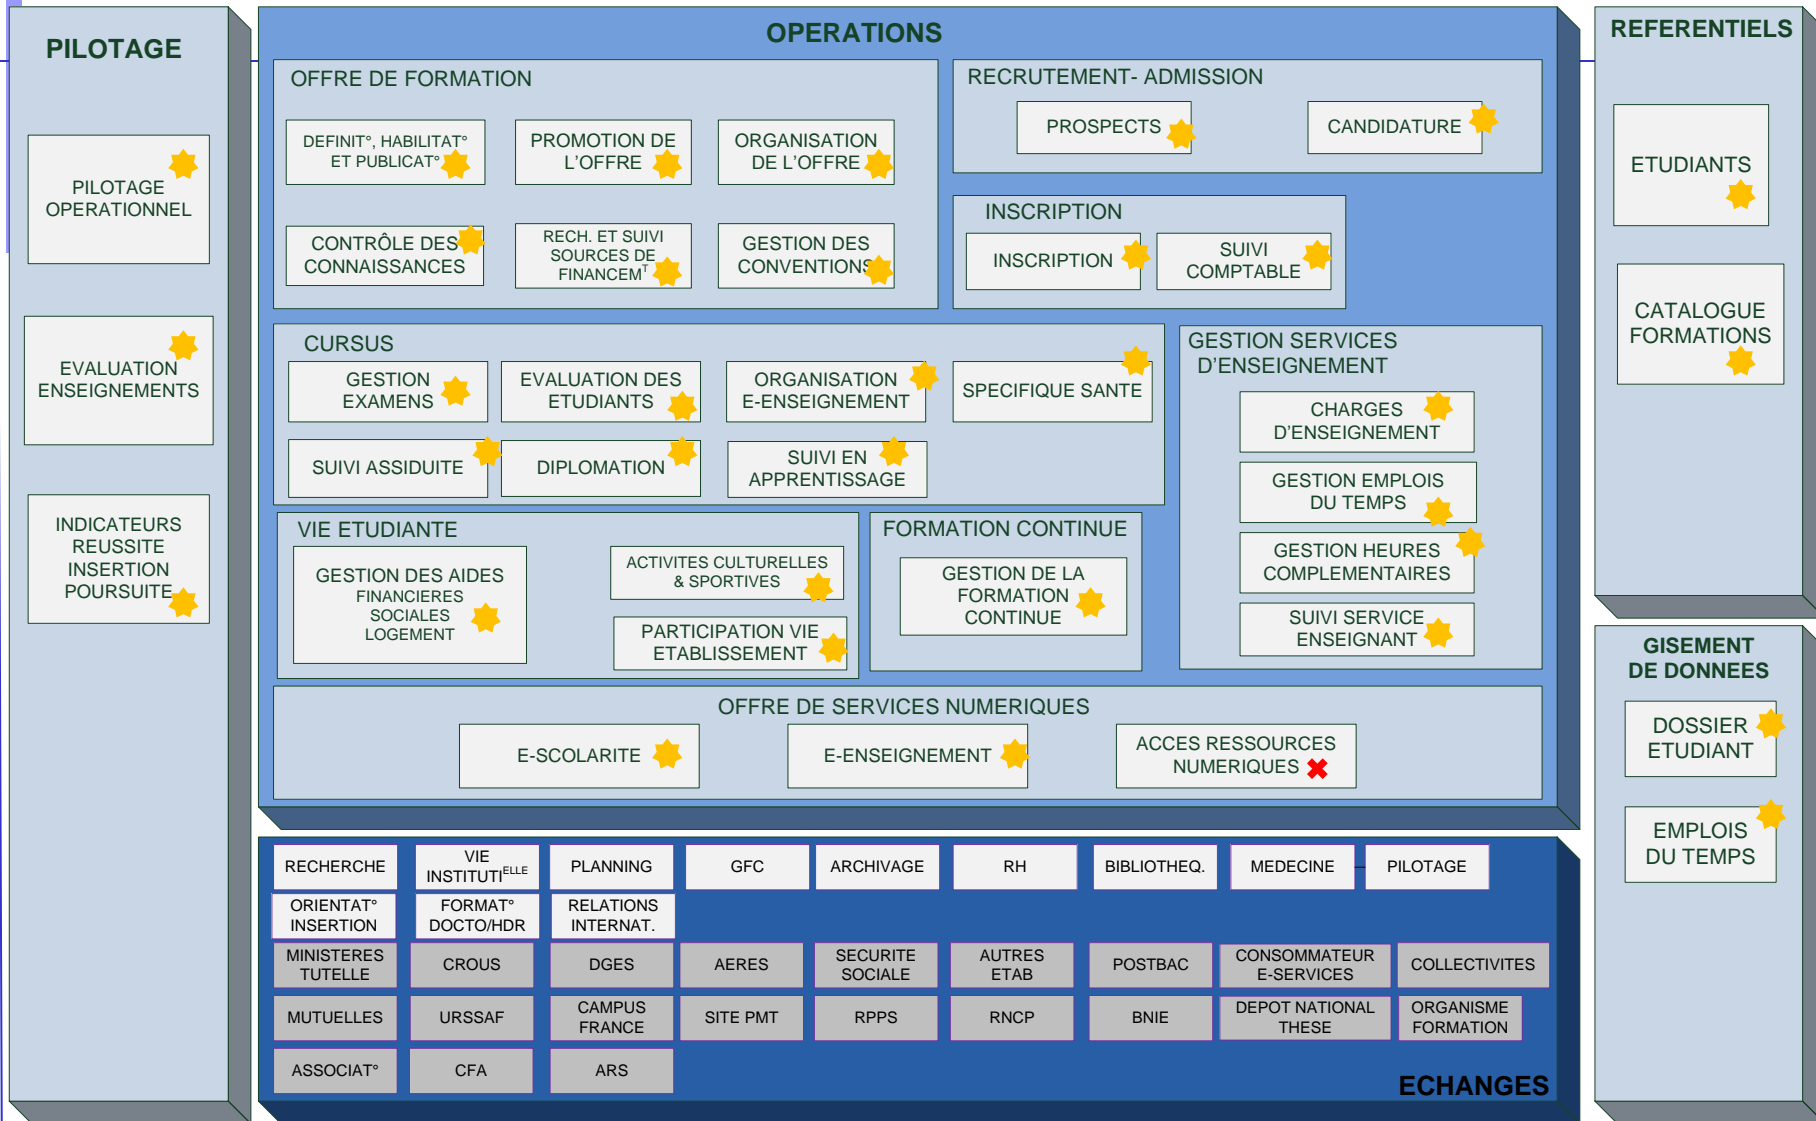 PILOTAGE
PILOTAGE
OPERATIONNEL
EVALUATION
ENSEIGNEMENTS
INDICATEURS
REUSSITE
INSERTION
POURSUITE
OPERATIONS
OFFRE DE FORMATION
DEFINIT°, HABILITAT°
ET PUBLICAT°
PROMOTION DE
L'OFFRE
ORGANISATION
DE L'OFFRE
CONTRÔLE DES
CONNAISSANCES
RECH. ET SUIVI
SOURCES DE
FINANCEMT
GESTION DES
CONVENTIONS
RECRUTEMENT- ADMISSION
PROSPECTS
CANDIDATURE
INSCRIPTION
INSCRIPTION
SUIVI
COMPTABLE
CURSUS
GESTION
EXAMENS
EVALUATION DES
ETUDIANTS
ORGANISATION
E-ENSEIGNEMENT
SPECIFIQUE SANTE
SUIVI ASSIDUITE
DIPLOMATION
SUIVI EN
APPRENTISSAGE
GESTION SERVICES
D'ENSEIGNEMENT
CHARGES
D'ENSEIGNEMENT
GESTION EMPLOIS
DU TEMPS
GESTION HEURES
COMPLEMENTAIRES
SUIVI SERVICE
ENSEIGNANT
VIE ETUDIANTE
GESTION DES AIDES
FINANCIERES
SOCIALES
LOGEMENT
ACTIVITES CULTURELLES
& SPORTIVES
PARTICIPATION VIE
ETABLISSEMENT
FORMATION CONTINUE
GESTION DE LA
FORMATION
CONTINUE
OFFRE DE SERVICES NUMERIQUES
E-SCOLARITE
E-ENSEIGNEMENT
ACCES RESSOURCES
NUMERIQUES
REFERENTIELS
ETUDIANTS
CATALOGUE
FORMATIONS
GISEMENT
DE DONNEES
DOSSIER
ETUDIANT
EMPLOIS
DU TEMPS
RECHERCHE
VIE
INSTITUTIELLE
PLANNING
GFC
ARCHIVAGE
RH
BIBLIOTHEQ.
MEDECINE
PILOTAGE
ORIENTAT°
INSERTION
FORMAT°
DOCTO/HDR
RELATIONS
INTERNAT.
MINISTERES
TUTELLE
CROUS
DGES
AERES
SECURITE
SOCIALE
AUTRES
ETAB
POSTBAC
CONSOMMATEUR
E-SERVICES
COLLECTIVITES
MUTUELLES
URSSAF
CAMPUS
FRANCE
SITE PMT
RPPS
RNCP
BNIE
DEPOT NATIONAL
THESE
ORGANISME
FORMATION
ASSOCIAT°
CFA
ARS
ECHANGES